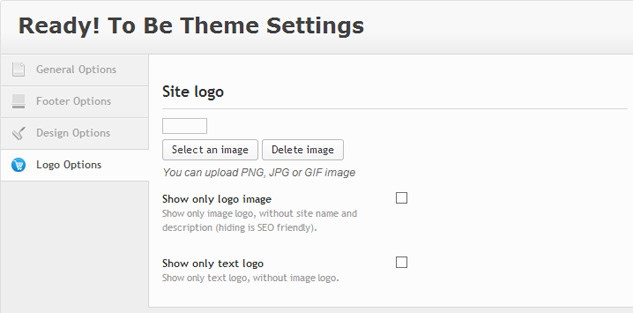 Ready! To Be Theme Settings
General Options
Footer Options
Design Options
Logo Options
Site logo
Select an image Delete image
You can upload PNG, JPG or GIF image
Show only logo image
Show only image logo, without site name and
description (hiding is SEO friendly).
Show only text logo
Show only text logo, without image logo.